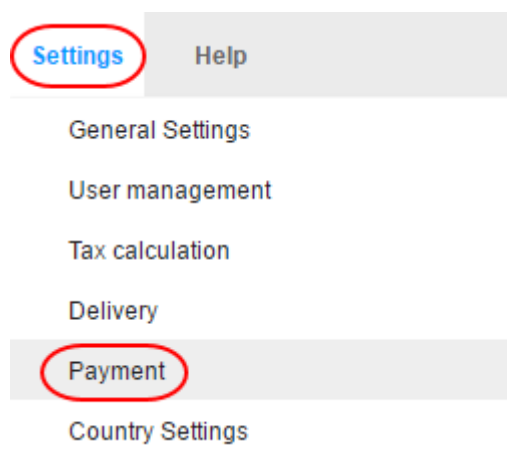 Settings Help
General Settings
User management
Tax calculation
Delivery
Payment
Country Settings